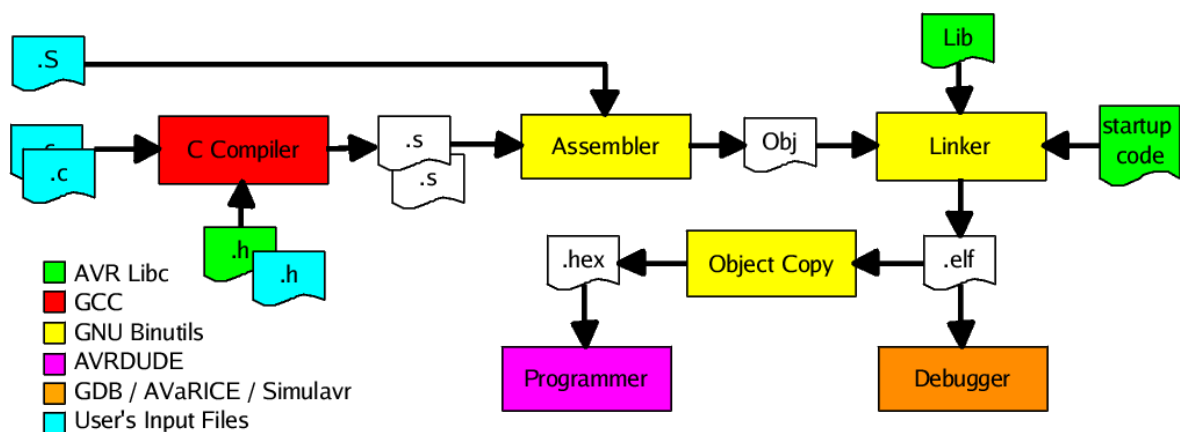 .S
Lib
.c
C Compiler
.s
.s
Assembler
Obj
Linker
startup
code
.h
.h
.hex
Object Copy
.elf
Programmer
Debugger
AVR Libc
GCC
GNU Binutils
AVRDUDE
GDB / AVaRICE / Simulavr
User's Input Files